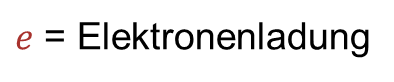 e = Elektronenladung